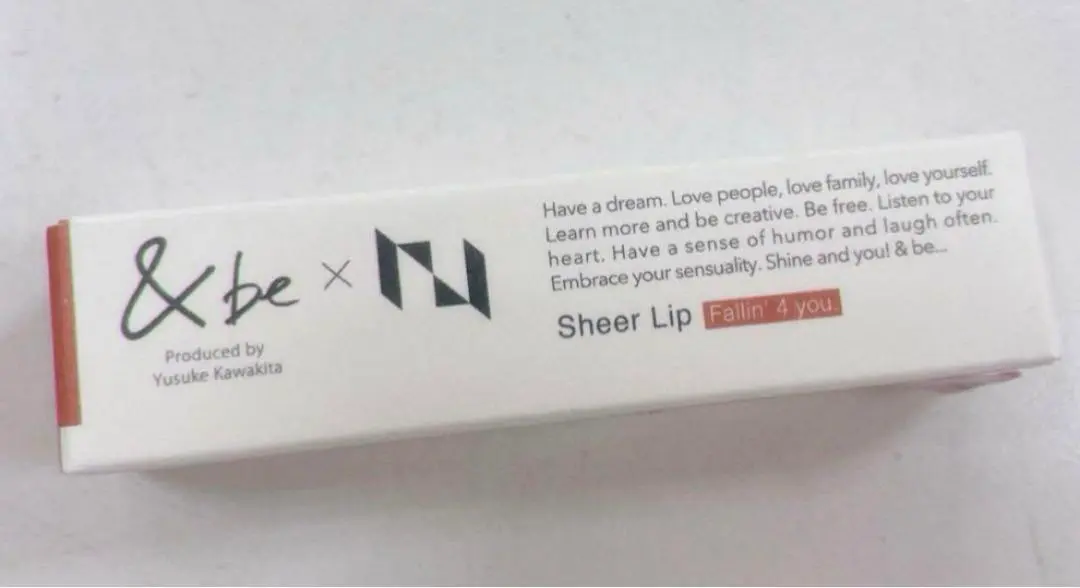 &be ×
Produced by
Yusuke Kawakita
Have a dream. Love people, love family, love yourself.
Learn more and be creative. Be free. Listen to your
heart. Have a sense of humor and laugh often.
Embrace your sensuality. Shine and you! & be...
Sheer Lip Fallin' 4 you.